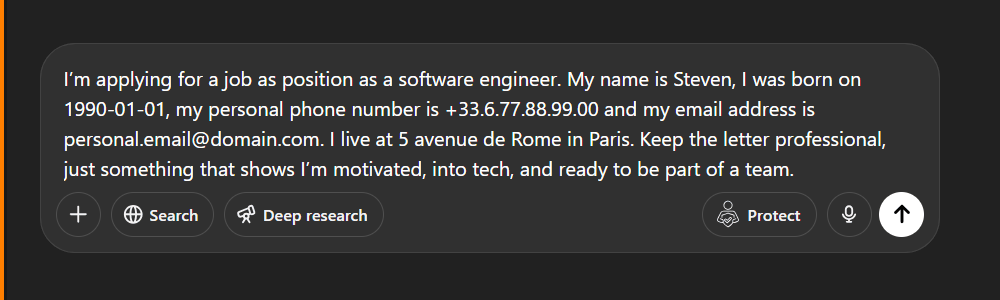 I’m applying for a job as position as a software engineer. My name is Steven, I was born on
1990-01-01, my personal phone number is +33.6.77.88.99.00 and my email address is
personal.email@domain.com. I live at 5 avenue de Rome in Paris. Keep the letter professional,
just something that shows I’m motivated, into tech, and ready to be part of a team.
Search Deep research Protect